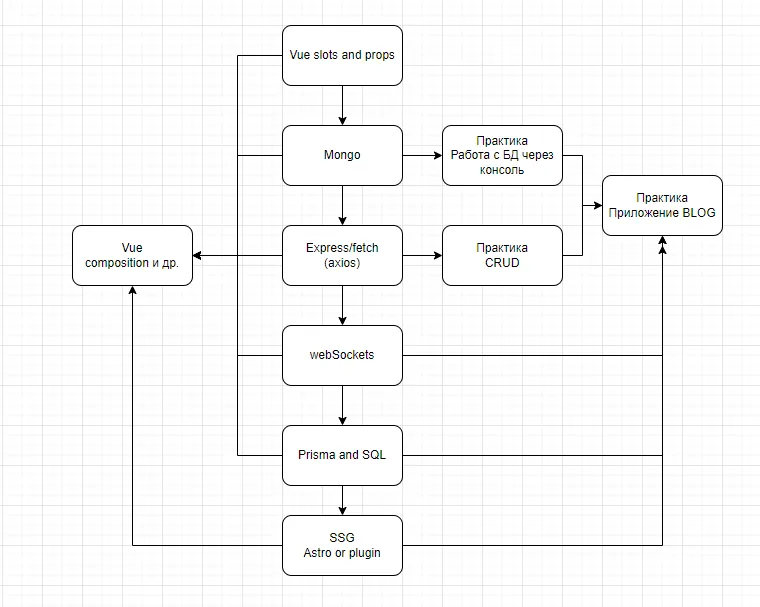 Vue slots and props
Mongo
Практика
Работа с БД через
консоль
Практика
Приложение BLOG
Vue
composition и др.
Express/fetch
(axios)
Практика
CRUD
webSockets
Prisma and SQL
SSG
Astro or plugin